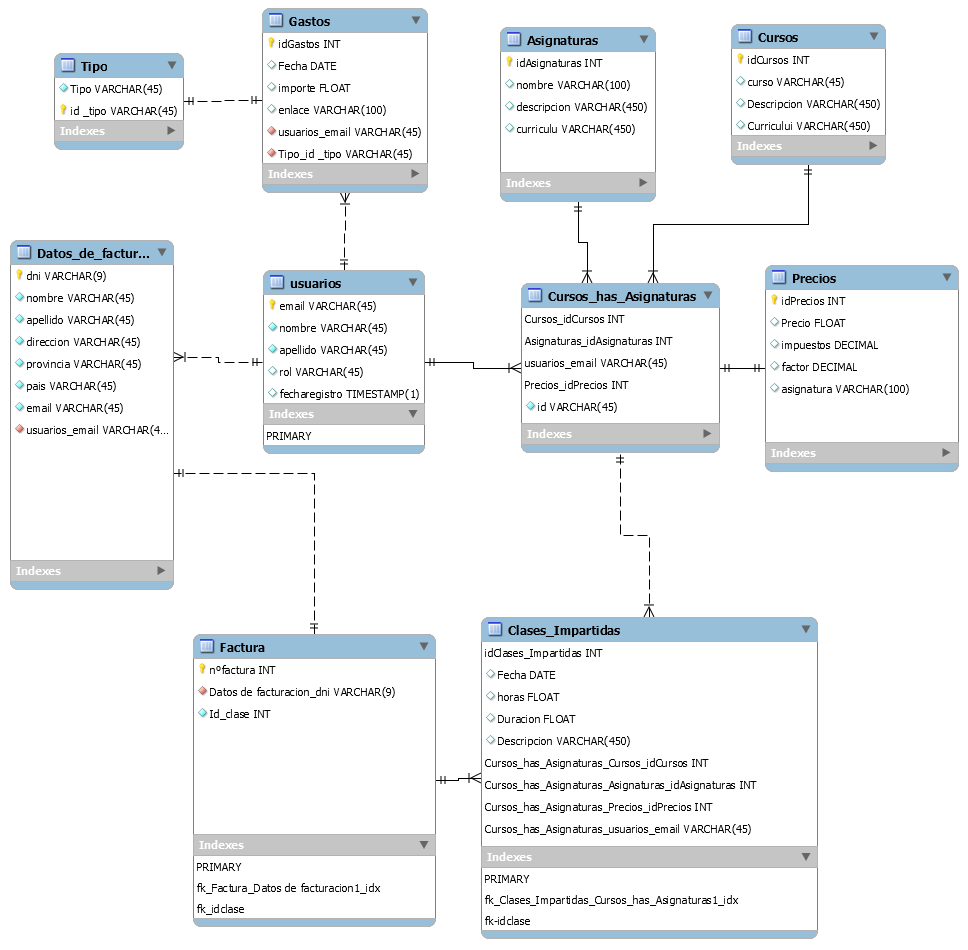 Tipo
Tipo VARCHAR(45)
id _tipo VARCHAR(45)
Indexes
Gastos
idGastos INT
Fecha DATE
importe FLOAT
enlace VARCHAR(100)
usuarios_email VARCHAR(45)
Tipo_id _tipo VARCHAR(45)
Indexes
Asignaturas
idAsignaturas INT
nombre VARCHAR(100)
descripcion VARCHAR(450)
curriculu VARCHAR(450)
Indexes
Cursos
idCursos INT
curso VARCHAR(45)
Descripcion VARCHAR(450)
Curricului VARCHAR(450)
Indexes
Datos_de_factur...
dni VARCHAR(9)
nombre VARCHAR(45)
apellido VARCHAR(45)
direccion VARCHAR(45)
provincia VARCHAR(45)
pais VARCHAR(45)
email VARCHAR(45)
usuarios_email VARCHAR(4...
Indexes
usuarios
email VARCHAR(45)
nombre VARCHAR(45)
apellido VARCHAR(45)
rol VARCHAR(45)
fecharegistro TIMESTAMP(1)
Indexes
PRIMARY
Cursos_has_Asignaturas
Cursos_idCursos INT
Asignaturas_idAsignaturas INT
usuarios_email VARCHAR(45)
Precios_idPrecios INT
id VARCHAR(45)
Indexes
Precios
idPrecios INT
Precio FLOAT
impuestos DECIMAL
factor DECIMAL
asignatura VARCHAR(100)
Indexes
Factura
nºfactura INT
Datos de facturacion_dni VARCHAR(9)
Id_clase INT
Indexes
PRIMARY
fk_Factura_Datos de facturacion1_idx
fk_idclase
Clases_Impartidas
idClases_Impartidas INT
Fecha DATE
horas FLOAT
Duracion FLOAT
Descripcion VARCHAR(450)
Cursos_has_Asignaturas_Cursos_idCursos INT
Cursos_has_Asignaturas_Asignaturas_idAsignaturas INT
Cursos_has_Asignaturas_Precios_idPrecios INT
Cursos_has_Asignaturas_usuarios_email VARCHAR(45)
Indexes
PRIMARY
fk_Clases_Impartidas_Cursos_has_Asignaturas1_idx
fk-idclase